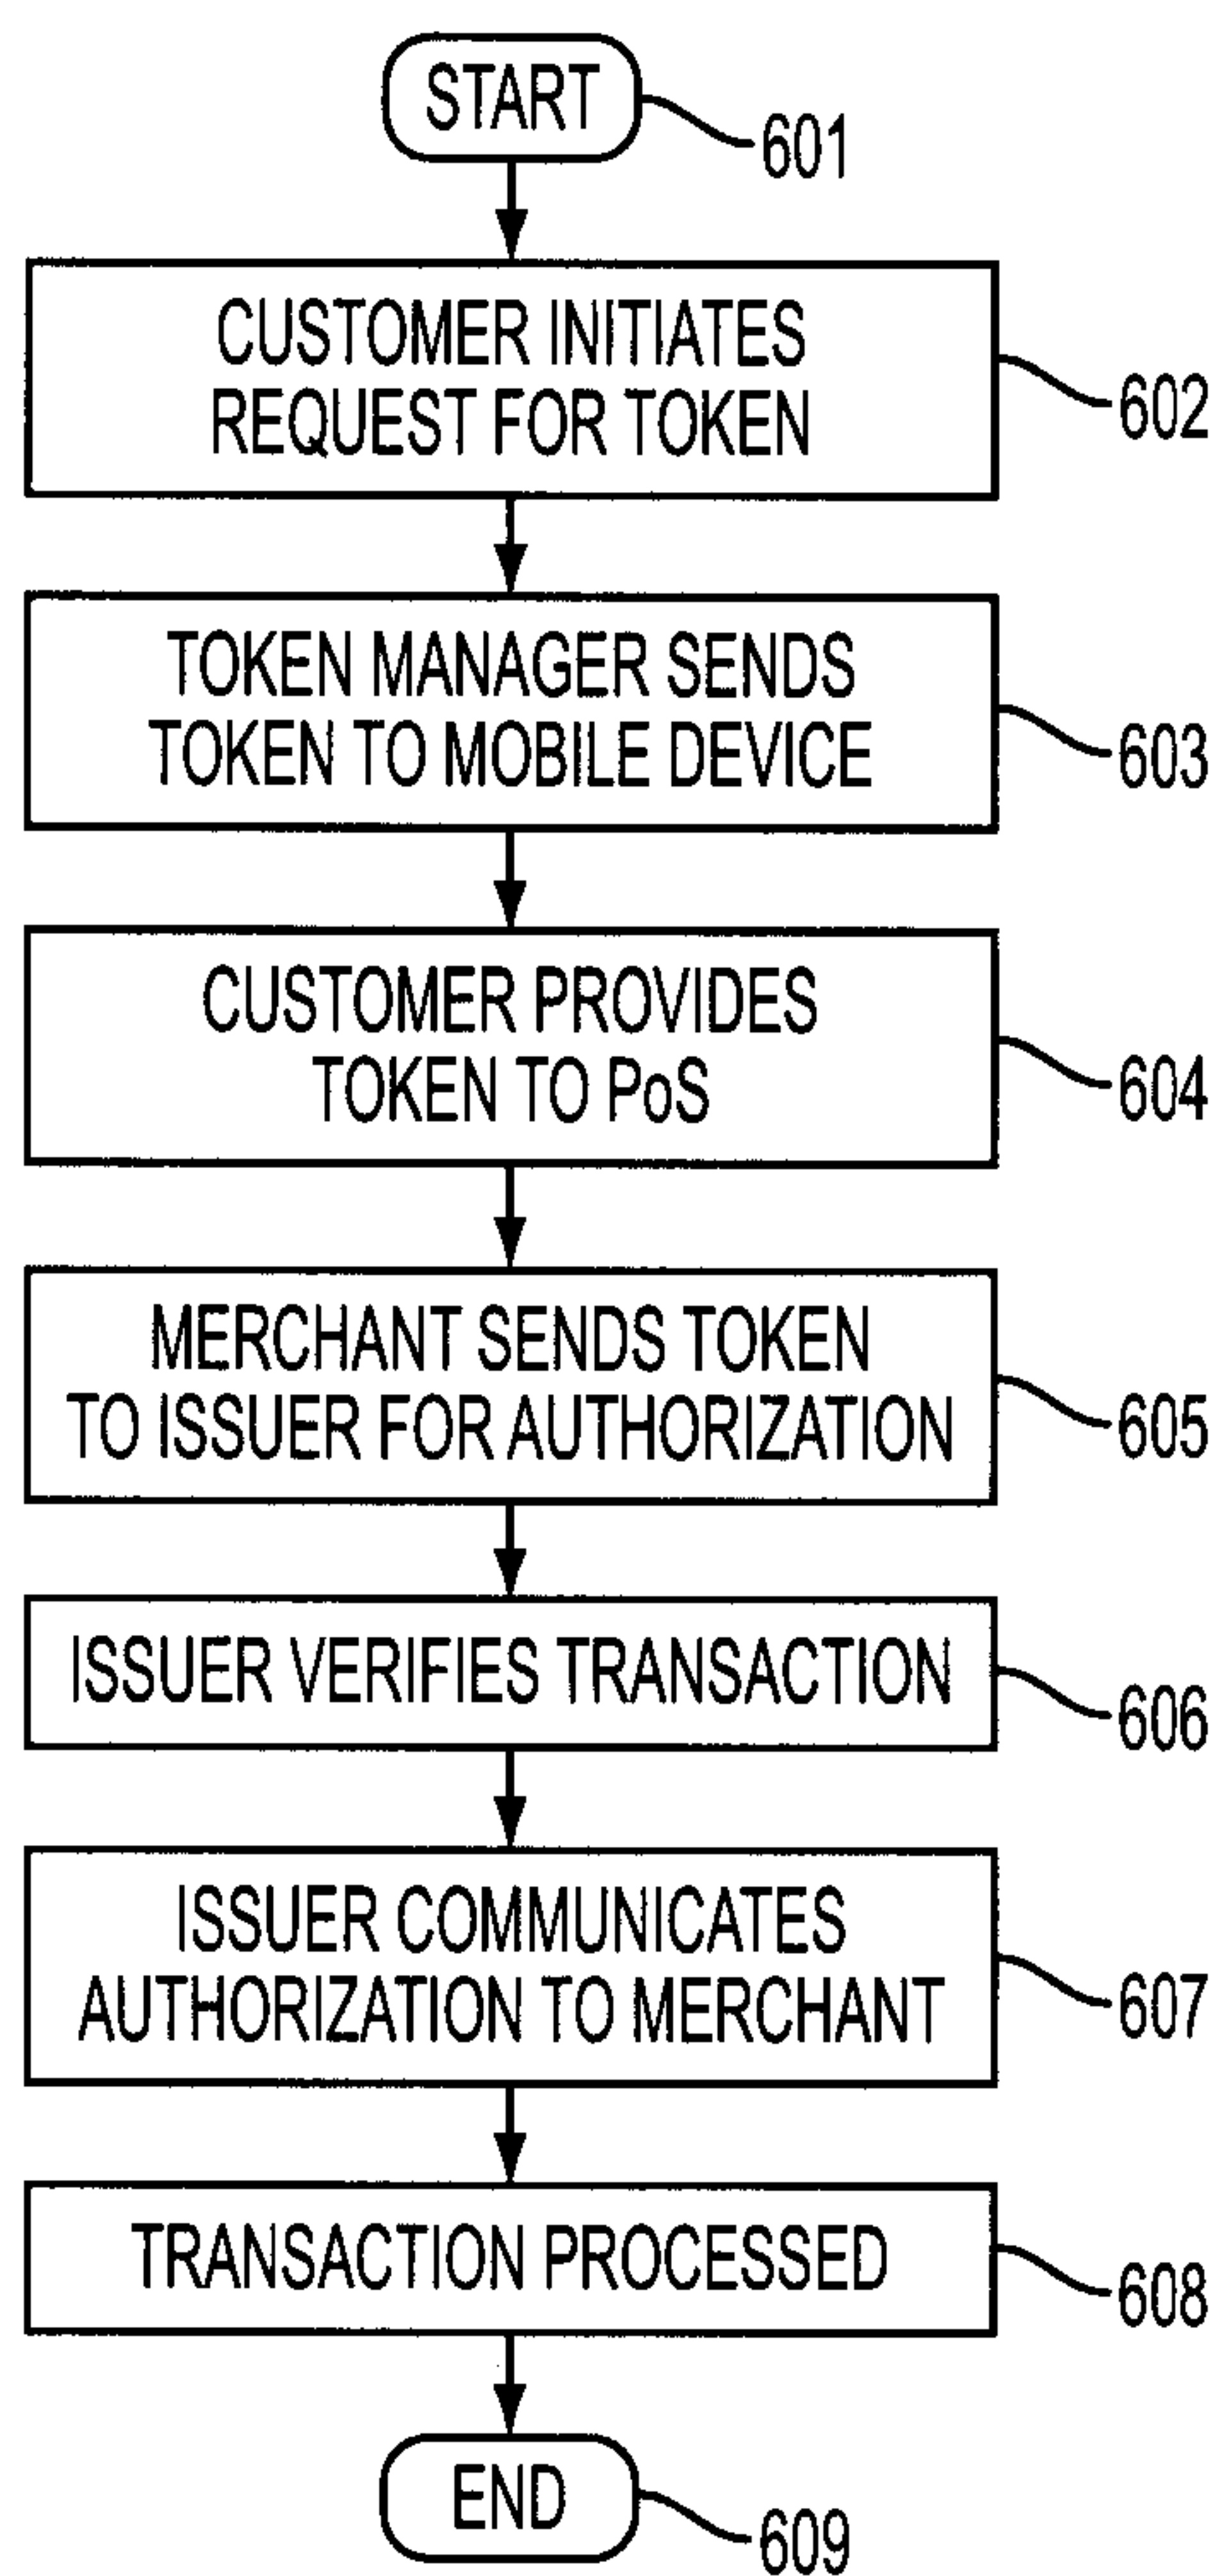 START
601
CUSTOMER INITIATES
REQUEST FOR TOKEN
602
TOKEN MANAGER SENDS
TOKEN TO MOBILE DEVICE
603
CUSTOMER PROVIDES
TOKEN TO PoS
604
MERCHANT SENDS TOKEN
TO ISSUER FOR AUTHORIZATION
605
ISSUER VERIFIES TRANSACTION
606
ISSUER COMMUNICATES
AUTHORIZATION TO MERCHANT
607
TRANSACTION PROCESSED
608
END
609